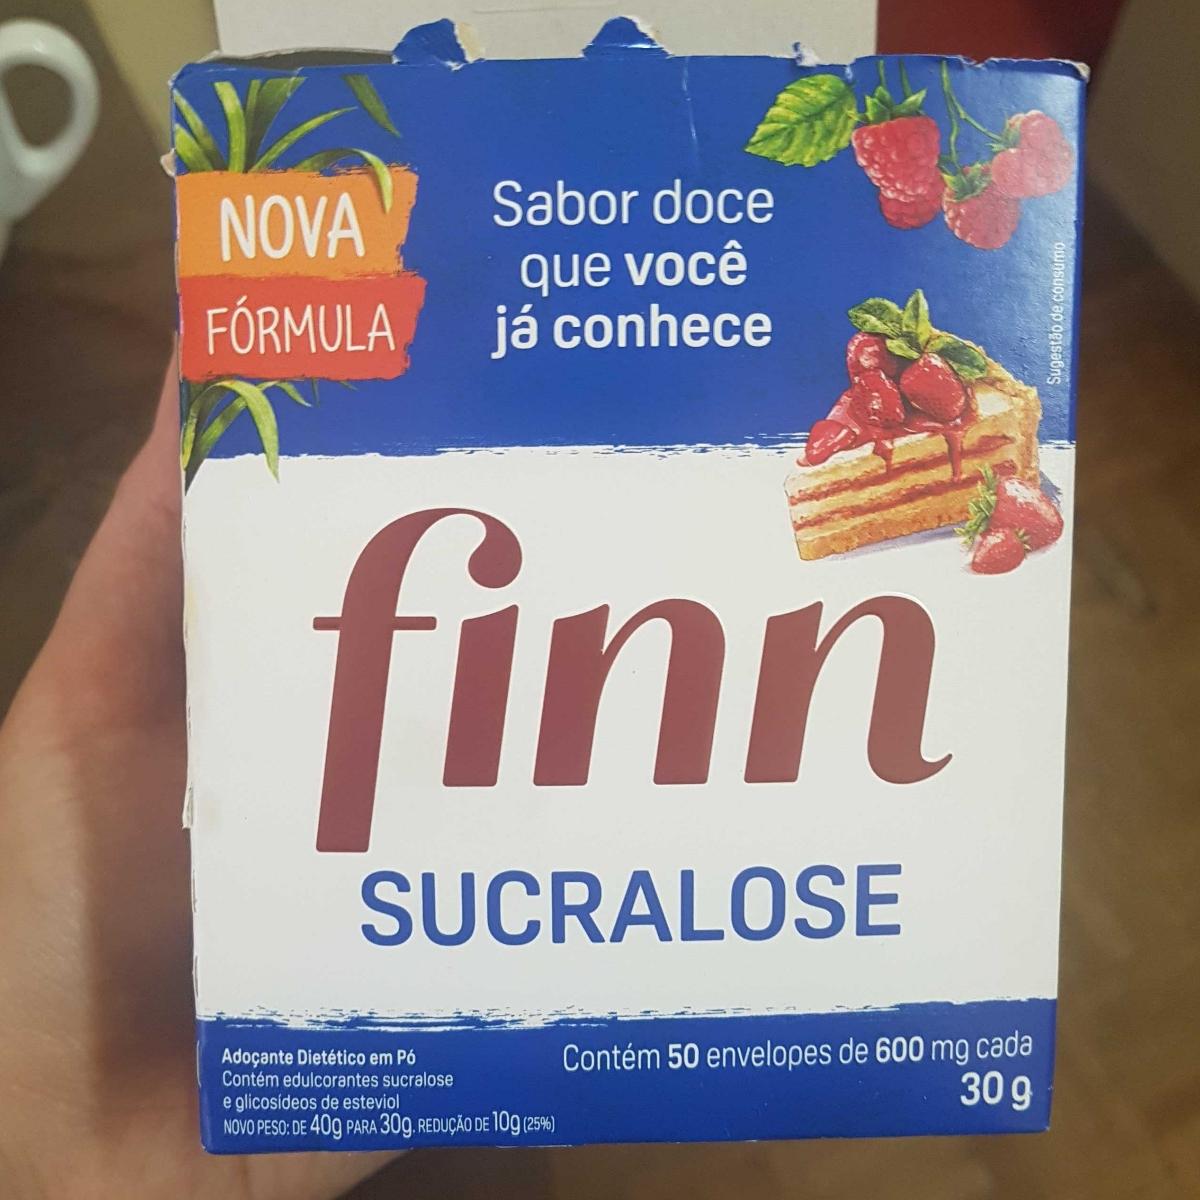 NOVA
FÓRMULA
Sabor doce
que você
já conhece
Sugestão de consumo
finn
SUCRALOSE
Adoçante Dietético em Pó
Contém edulcorantes sucralose
e glicosídeos de esteviol
NOVO PESO: DE 40g PARA 30g. REDUÇÃO DE 10g (25%)
Contém 50 envelopes de 600 mg cada
30 g